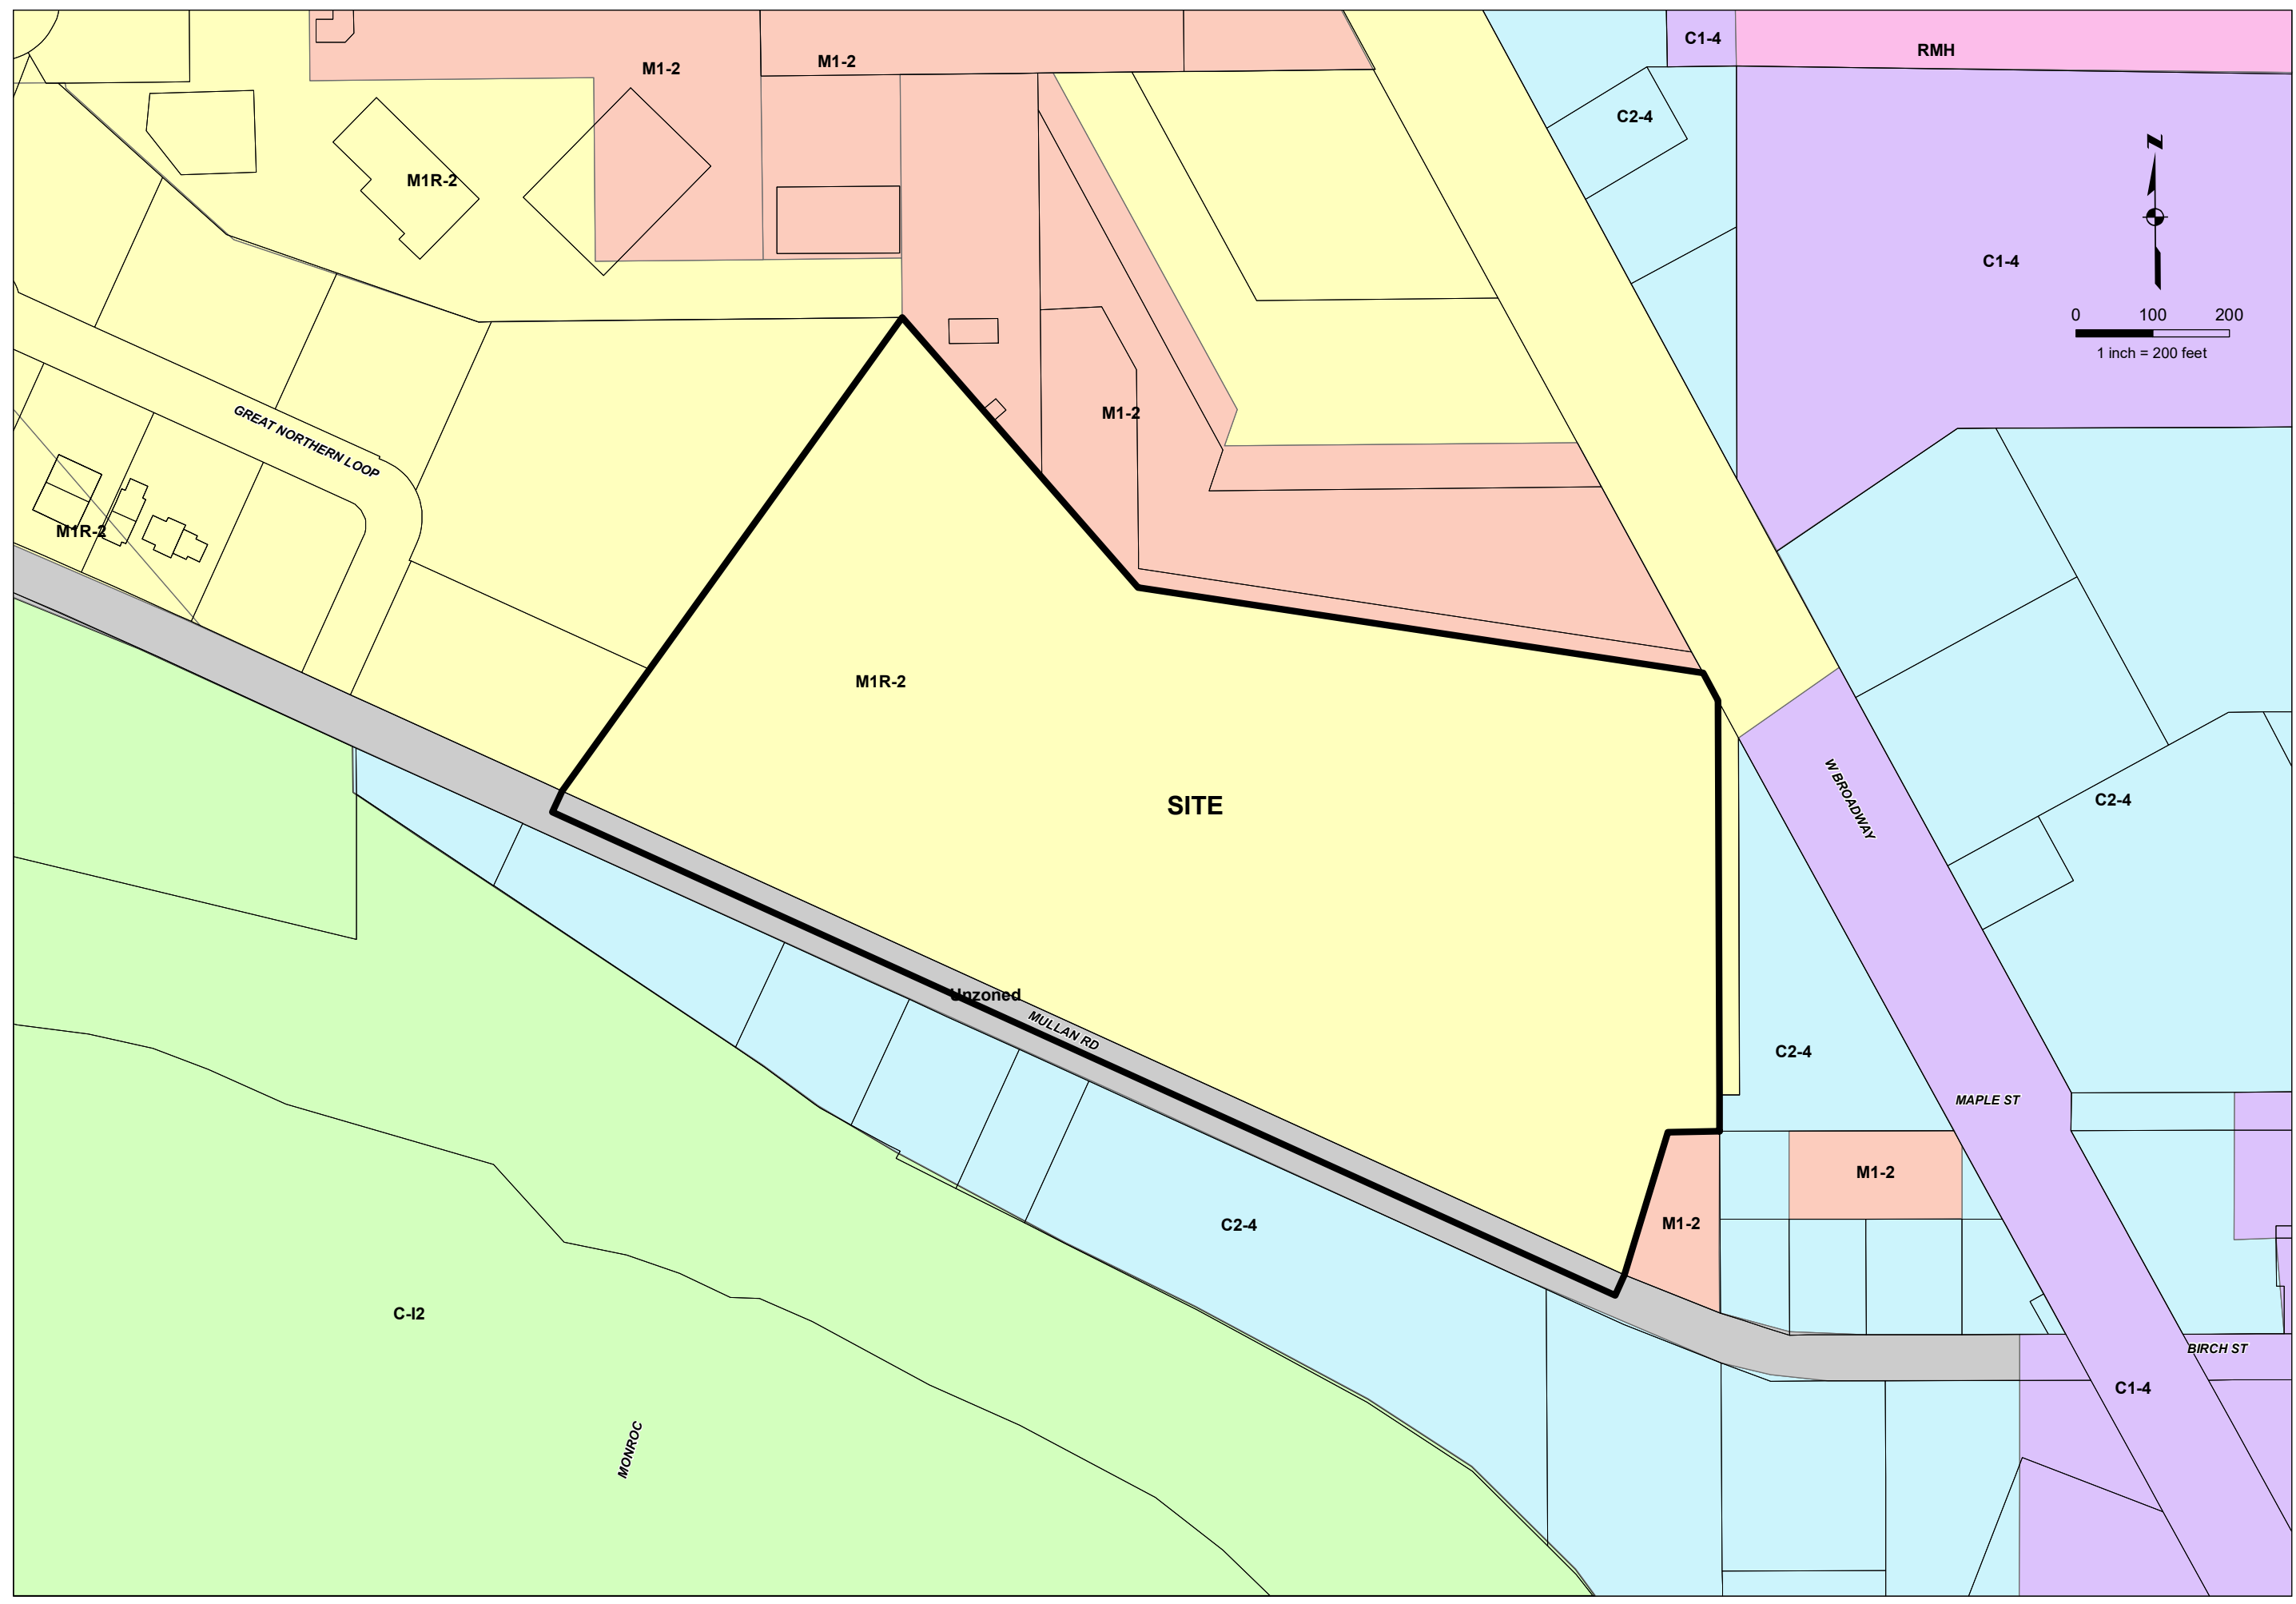 C1-4
RMH
M1-2
M1-2
C2-4
N
M1R-2
C1-4
0 100 200
1 inch = 200 feet
GREAT NORTHERN LOOP
M1-2
M1R-2
M1R-2
SITE
W BROADWAY
C2-4
Unzoned
MULLAN RD
C2-4
MAPLE ST
M1-2
M1-2
C2-4
C-I2
BIRCH ST
C1-4
MONROC